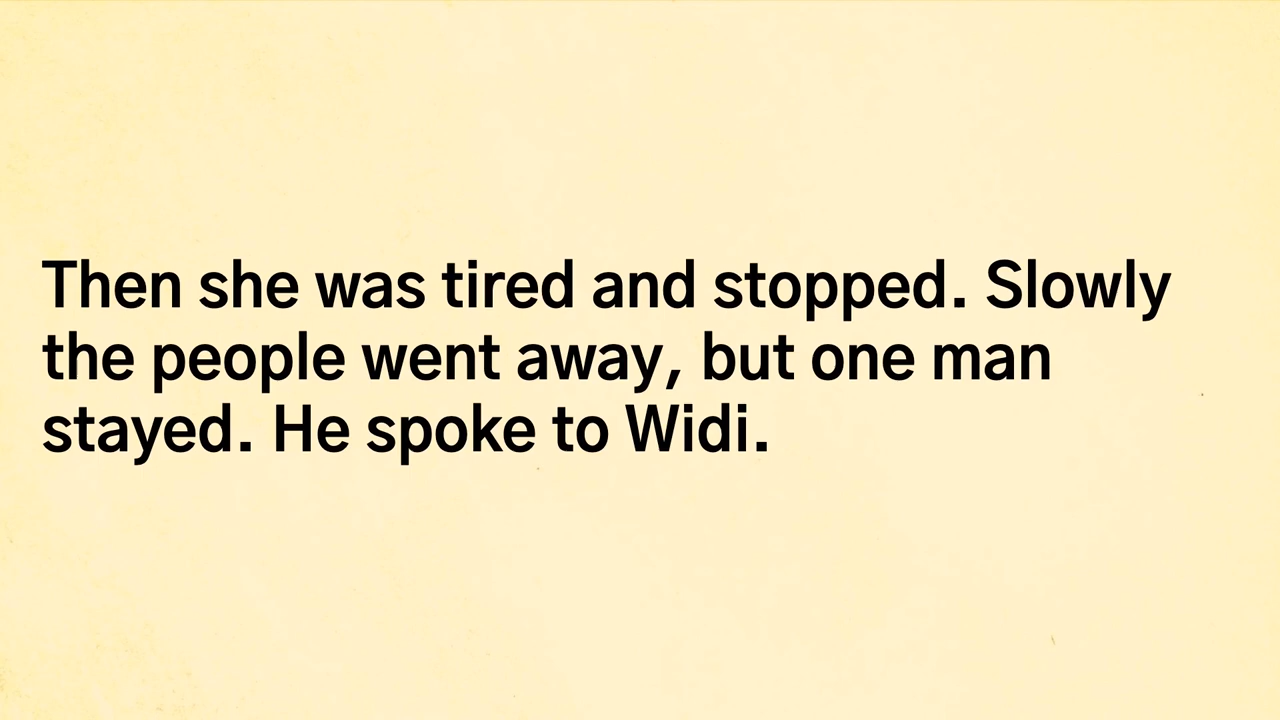 Then she was tired and stopped. Slowly
the people went away, but one man
stayed. He spoke to Widi.